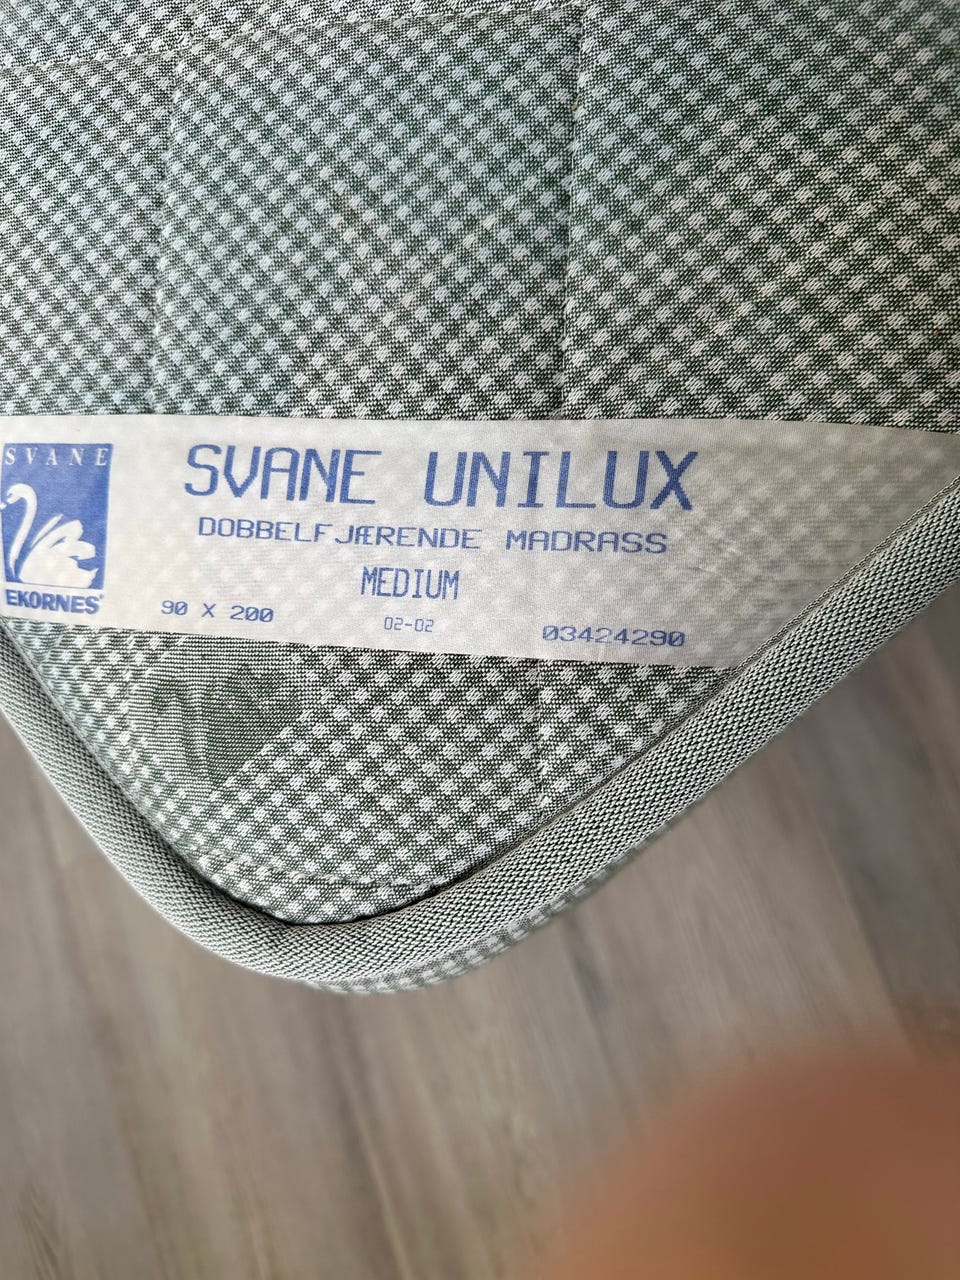 SVANE
EKORNES
SVANE UNILUX
DOBBELFJÆRENDE MADRASS
MEDIUM
90 X 200
02-02
03424290